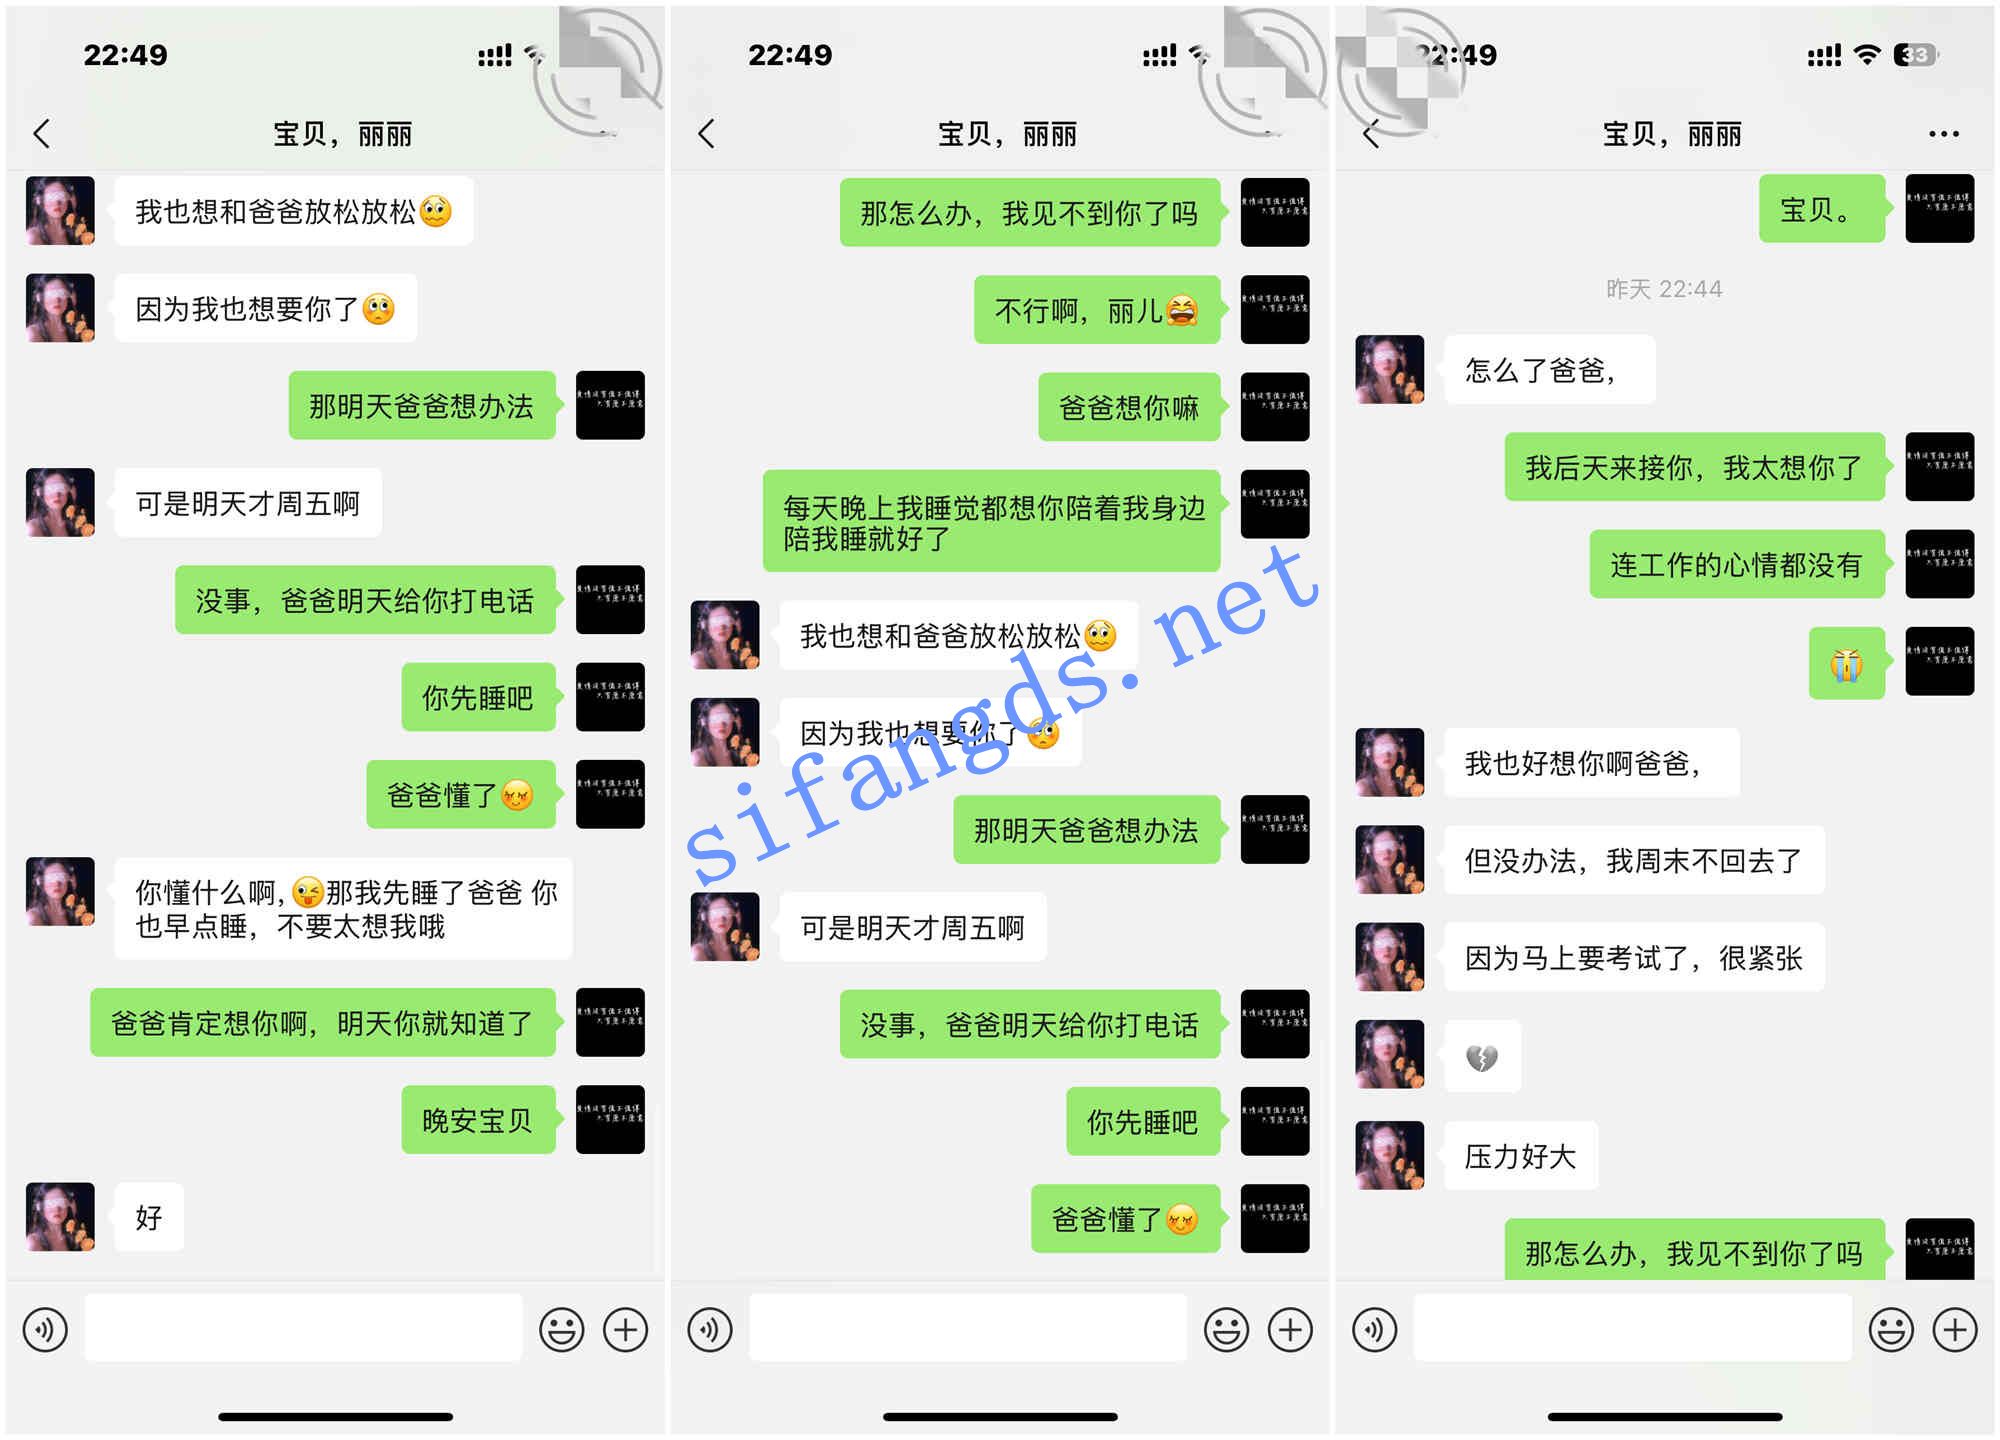 22:49
宝贝，丽丽
我也想和爸爸放松放松🥴
因为我也想要你了🥺
那明天爸爸想办法
可是明天才周五啊
没事，爸爸明天给你打电话
你先睡吧
爸爸懂了😚
你懂什么啊,😜那我先睡了爸爸 你
也早点睡，不要太想我哦
爸爸肯定想你啊，明天你就知道了
晚安宝贝
好
22:49
宝贝，丽丽
那怎么办，我见不到你了吗
不行啊，丽儿😫
爸爸想你嘛
每天晚上我睡觉都想你陪着我身边
陪我睡就好了
我也想和爸爸放松放松🥴
因为我也想要你了🥺
那明天爸爸想办法
可是明天才周五啊
没事，爸爸明天给你打电话
你先睡吧
爸爸懂了😚
sifangds.net
22:49
33
宝贝，丽丽
宝贝。
昨天 22:44
怎么了爸爸，
我后天来接你，我太想你了
连工作的心情都没有
😭
我也好想你啊爸爸，
但没办法，我周末不回去了
因为马上要考试了，很紧张
💔
压力好大
那怎么办，我见不到你了吗